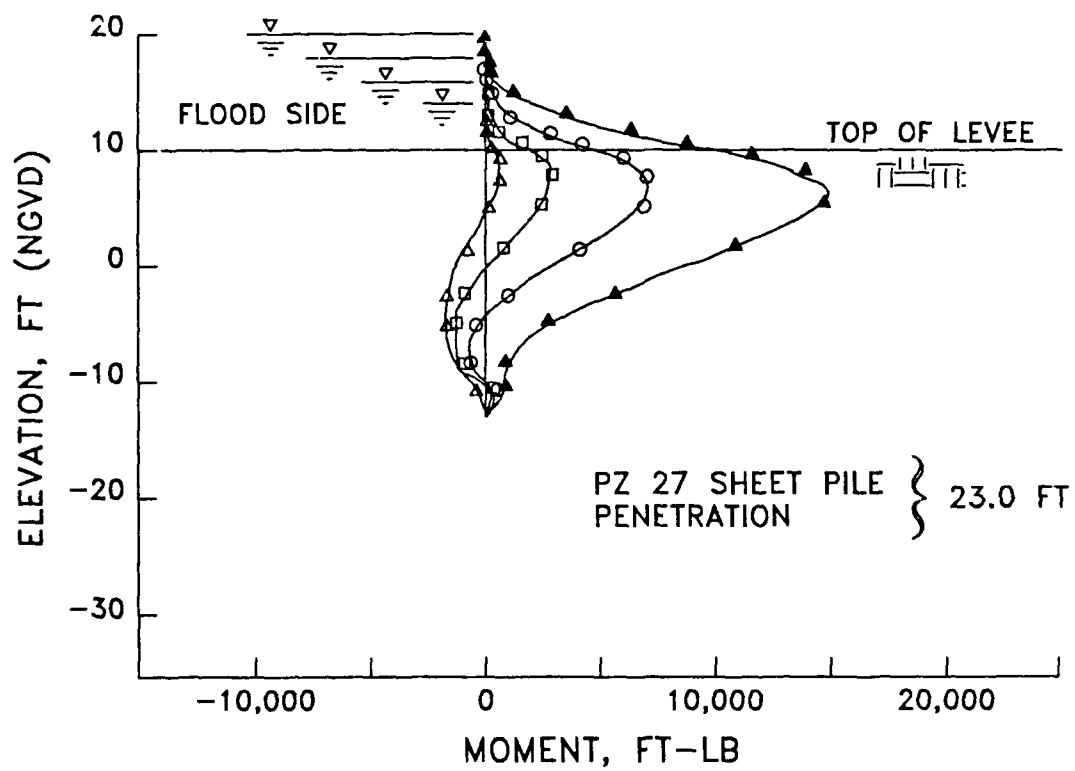 20
FLOOD SIDE
TOP OF LEVEE
10
0
-10
-20
-30
ELEVATION, FT (NGVD)
PZ 27 SHEET PILE
PENETRATION
23.0 FT
-10,000
0
10,000
20,000
MOMENT, FT-LB